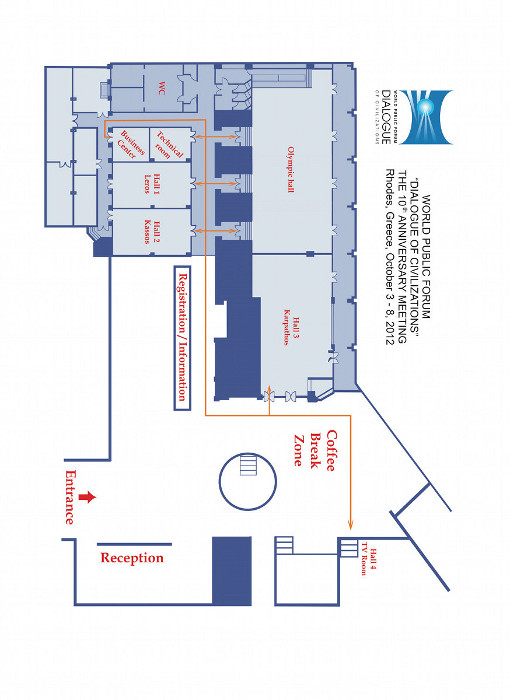 WORLD PUBLIC FORUM
DIALOGUE
OF CIVILIZATIONS
WORLD PUBLIC FORUM
"DIALOGUE OF CIVILIZATIONS"
THE 10th ANNIVERSARY MEETING
Rhodes, Greece, October 3 - 8, 2012
WC
Business
Center
Technical
room
Hall 1
Leros
Hall 2
Kassos
Olympic hall
Hall 3
Karpathos
Registration / Information
Coffee
Break
Zone
Entrance
Reception
Hall 4
TV Room